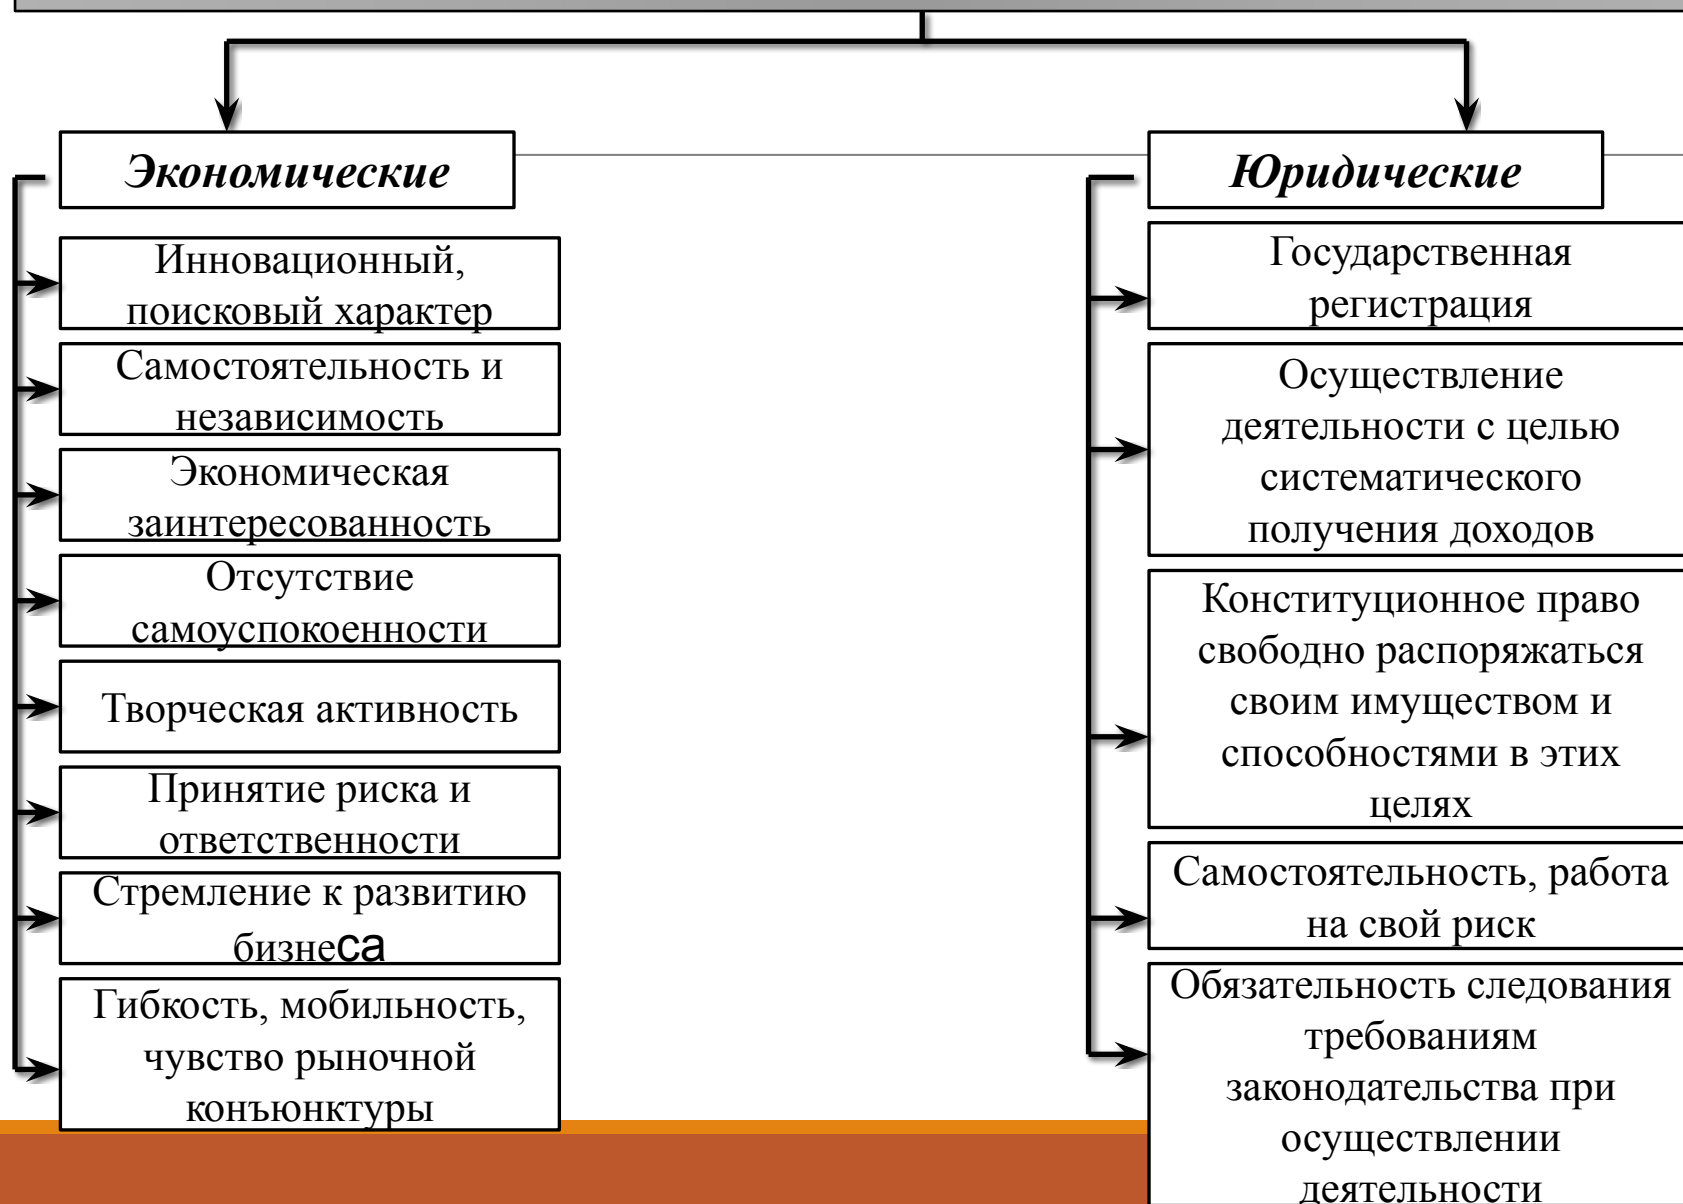 Экономические
Инновационный,
поисковый характер
Самостоятельность и
независимость
Экономическая
заинтересованность
Отсутствие
самоуспокоенности
Творческая активность
Принятие риска и
ответственности
Стремление к развитию
бизнеса
Гибкость, мобильность,
чувство рыночной
конъюнктуры
Юридические
Государственная
регистрация
Осуществление
деятельности с целью
систематического
получения доходов
Конституционное право
свободно распоряжаться
своим имуществом и
способностями в этих
целях
Самостоятельность, работа
на свой риск
Обязательность следования
требованиям
законодательства при
осуществлении
деятельности